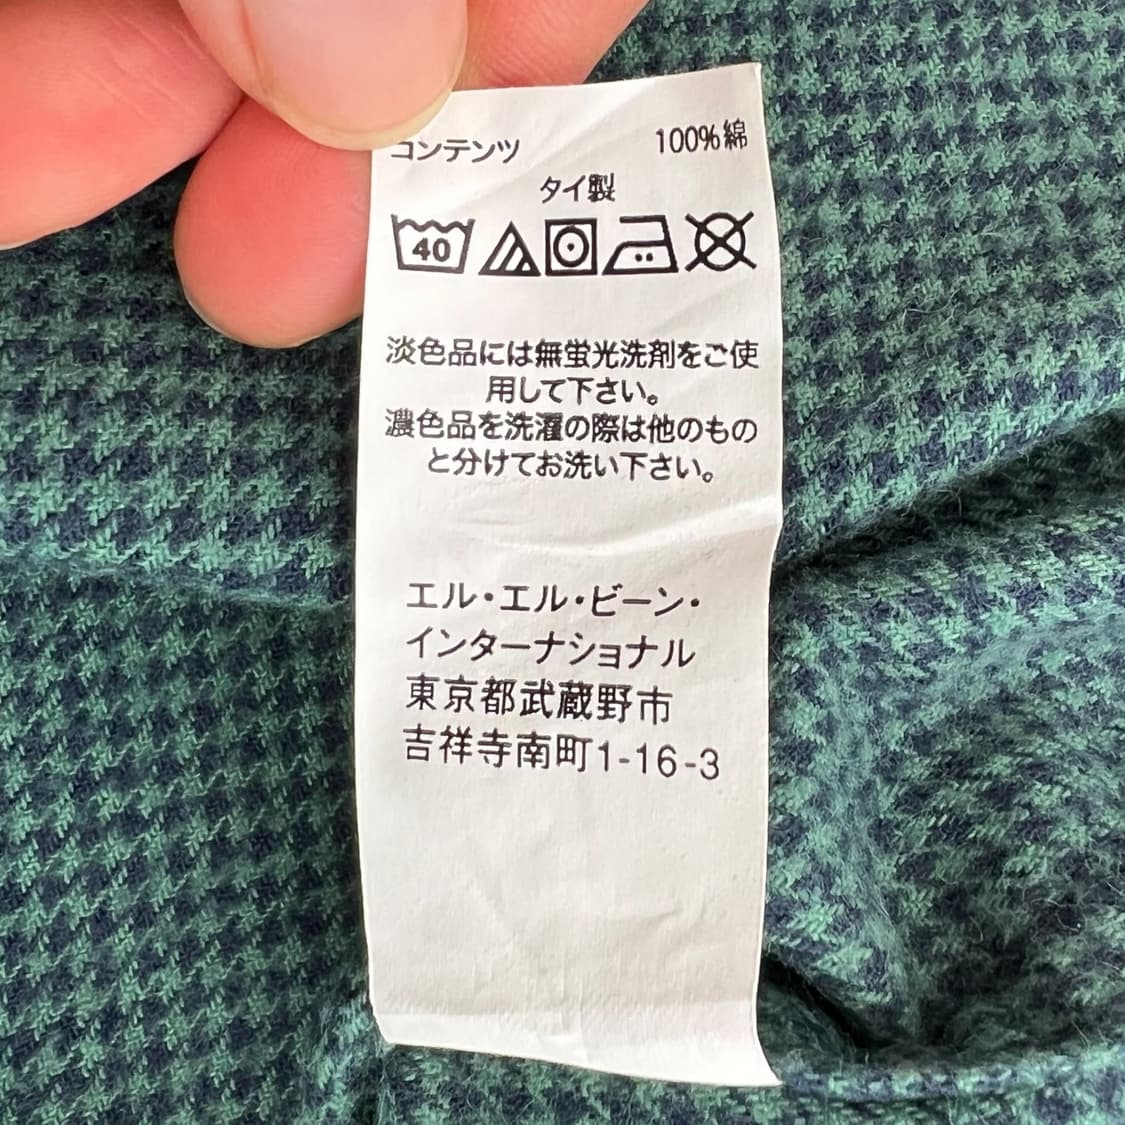 コンテンツ 100%綿
タイ製
40
淡色品には無蛍光洗剤をご使
用して下さい。
濃色品を洗濯の際は他のもの
と分けてお洗い下さい。
エル・エル・ビーン・
インターナショナル
東京都武蔵野市
吉祥寺南町1-16-3